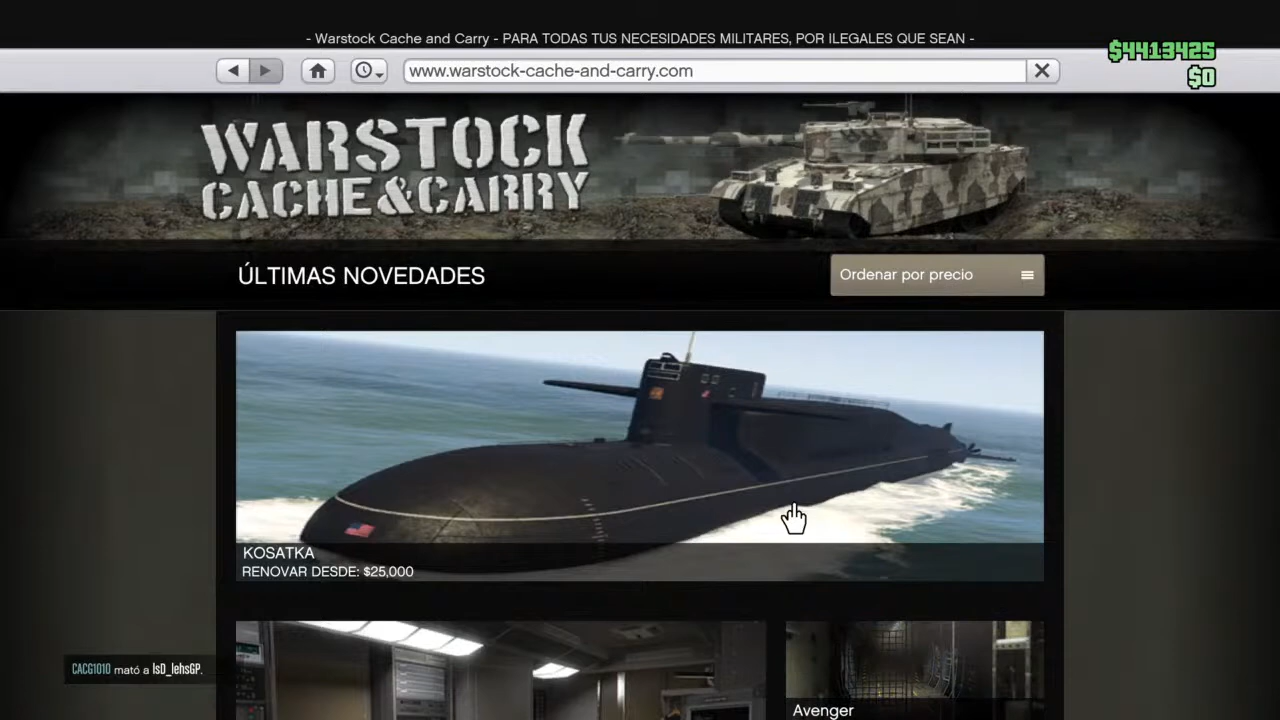 - Warstock Cache and Carry - PARA TODAS TUS NECESIDADES MILITARES, POR ILEGALES QUE SEAN -
$4413425
www.warstock-cache-and-carry.com
$0
WARSTOCK
CACHE&CARRY
ÚLTIMAS NOVEDADES
Ordenar por precio
KOSATKA
RENOVAR DESDE: $25,000
CACG1010 mató a IsD_lehsGP.
Avenger